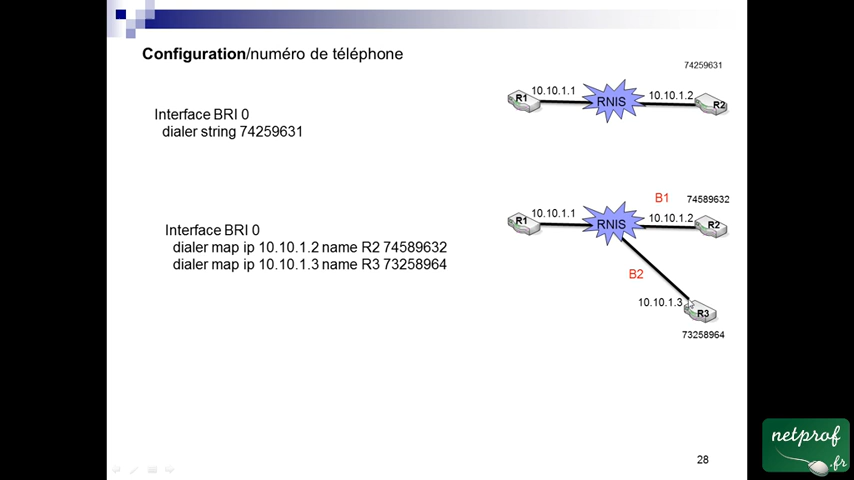 Configuration/numéro de téléphone
74259631
R1
10.10.1.1
RNIS
10.10.1.2
R2
Interface BRI 0
dialer string 74259631
B1
74589632
R1
10.10.1.1
RNIS
10.10.1.2
R2
Interface BRI 0
dialer map ip 10.10.1.2 name R2 74589632
dialer map ip 10.10.1.3 name R3 73258964
B2
10.10.1.3
R3
73258964
28
netprof
.fr